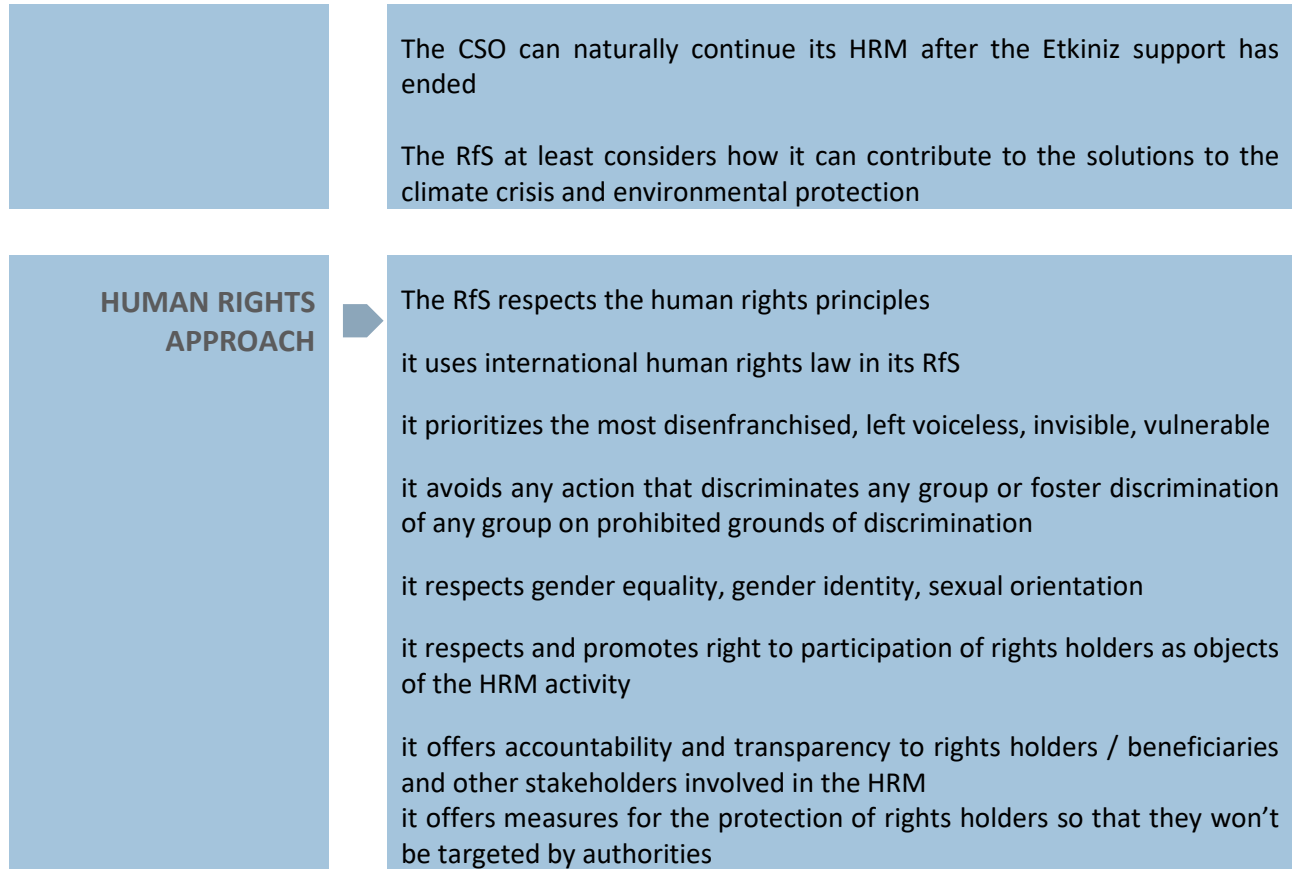 The CSO can naturally continue its HRM after the Etkiniz support has
ended
The RfS at least considers how it can contribute to the solutions to the
climate crisis and environmental protection
HUMAN RIGHTS
APPROACH
The RfS respects the human rights principles
it uses international human rights law in its RfS
it prioritizes the most disenfranchised, left voiceless, invisible, vulnerable
it avoids any action that discriminates any group or foster discrimination
of any group on prohibited grounds of discrimination
it respects gender equality, gender identity, sexual orientation
it respects and promotes right to participation of rights holders as objects
of the HRM activity
it offers accountability and transparency to rights holders / beneficiaries
and other stakeholders involved in the HRM
it offers measures for the protection of rights holders so that they won’t
be targeted by authorities